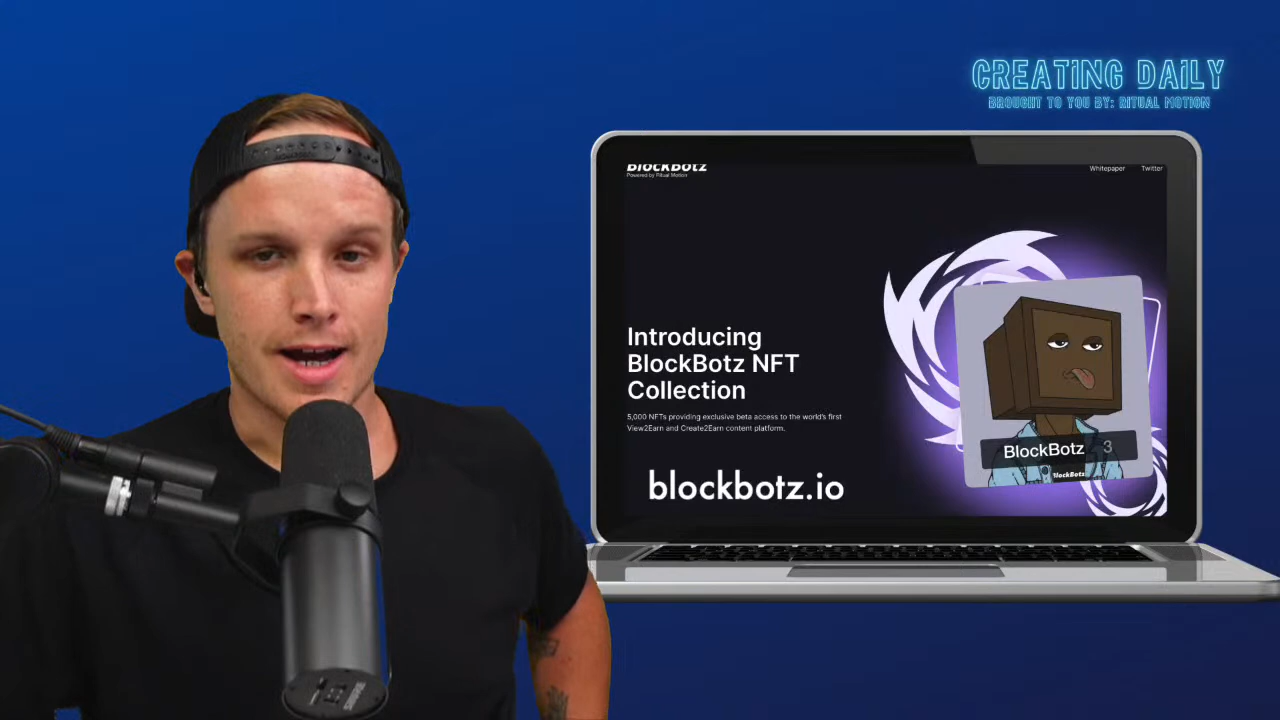 CREATiNG DAiLY
BROUGHT TO YOU BY: RITUAL MOTION
BLOCKBOTZ
Powered by Ritual Motion
Whitepaper
Twitter
Introducing
BlockBotz NFT
Collection
5,000 NFTs providing exclusive beta access to the world's first
View2Earn and Create2Earn content platform.
blockbotz.io
BlockBotz 3
BlockBotz